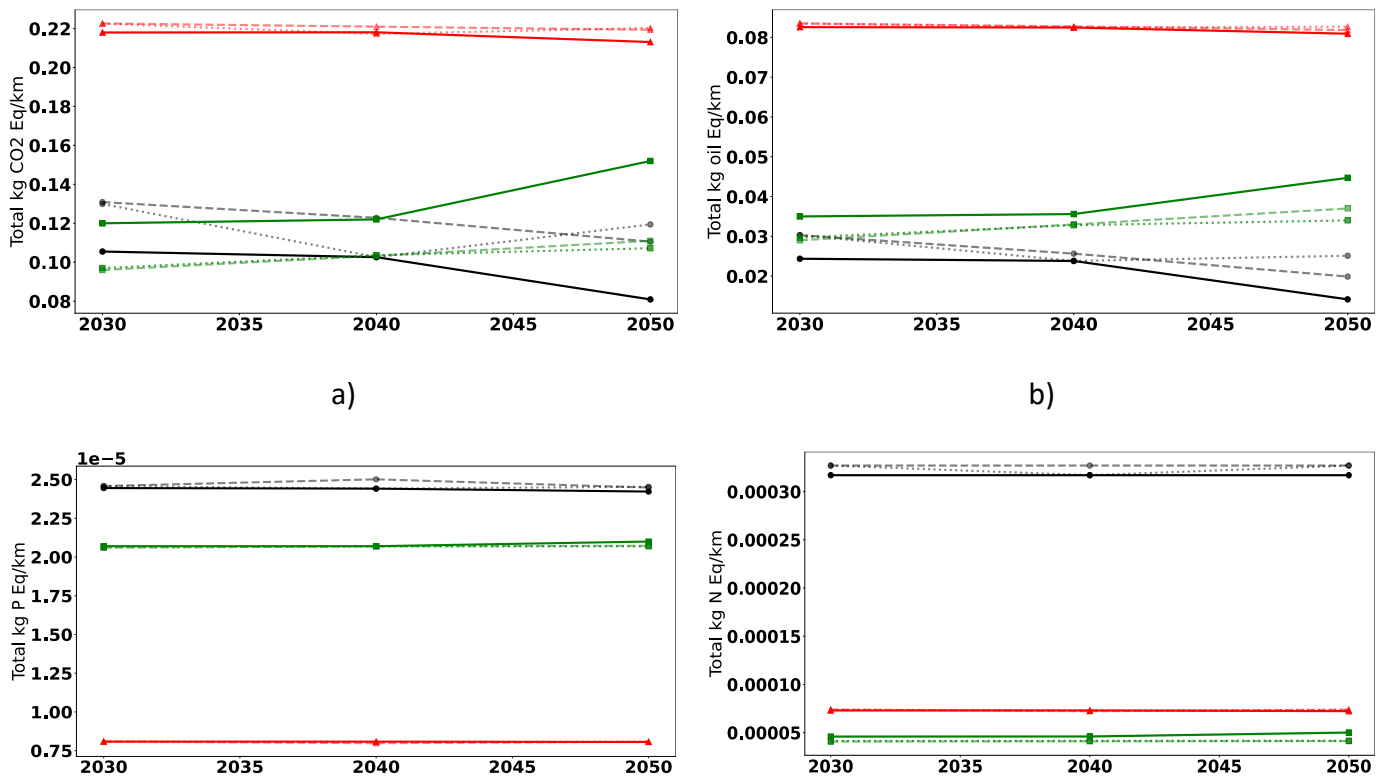 0.22
0.20
0.18
0.16
0.14
0.12
0.10
0.08
Total kg CO2 Eq/km
2030 2035 2040 2045 2050
a)
0.08
0.07
0.06
0.05
0.04
0.03
0.02
Total kg oil Eq/km
2030 2035 2040 2045 2050
b)
1e−5
2.50
2.25
2.00
1.75
1.50
1.25
1.00
0.75
Total kg P Eq/km
2030 2035 2040 2045 2050
0.00030
0.00025
0.00020
0.00015
0.00010
0.00005
Total kg N Eq/km
2030 2035 2040 2045 2050